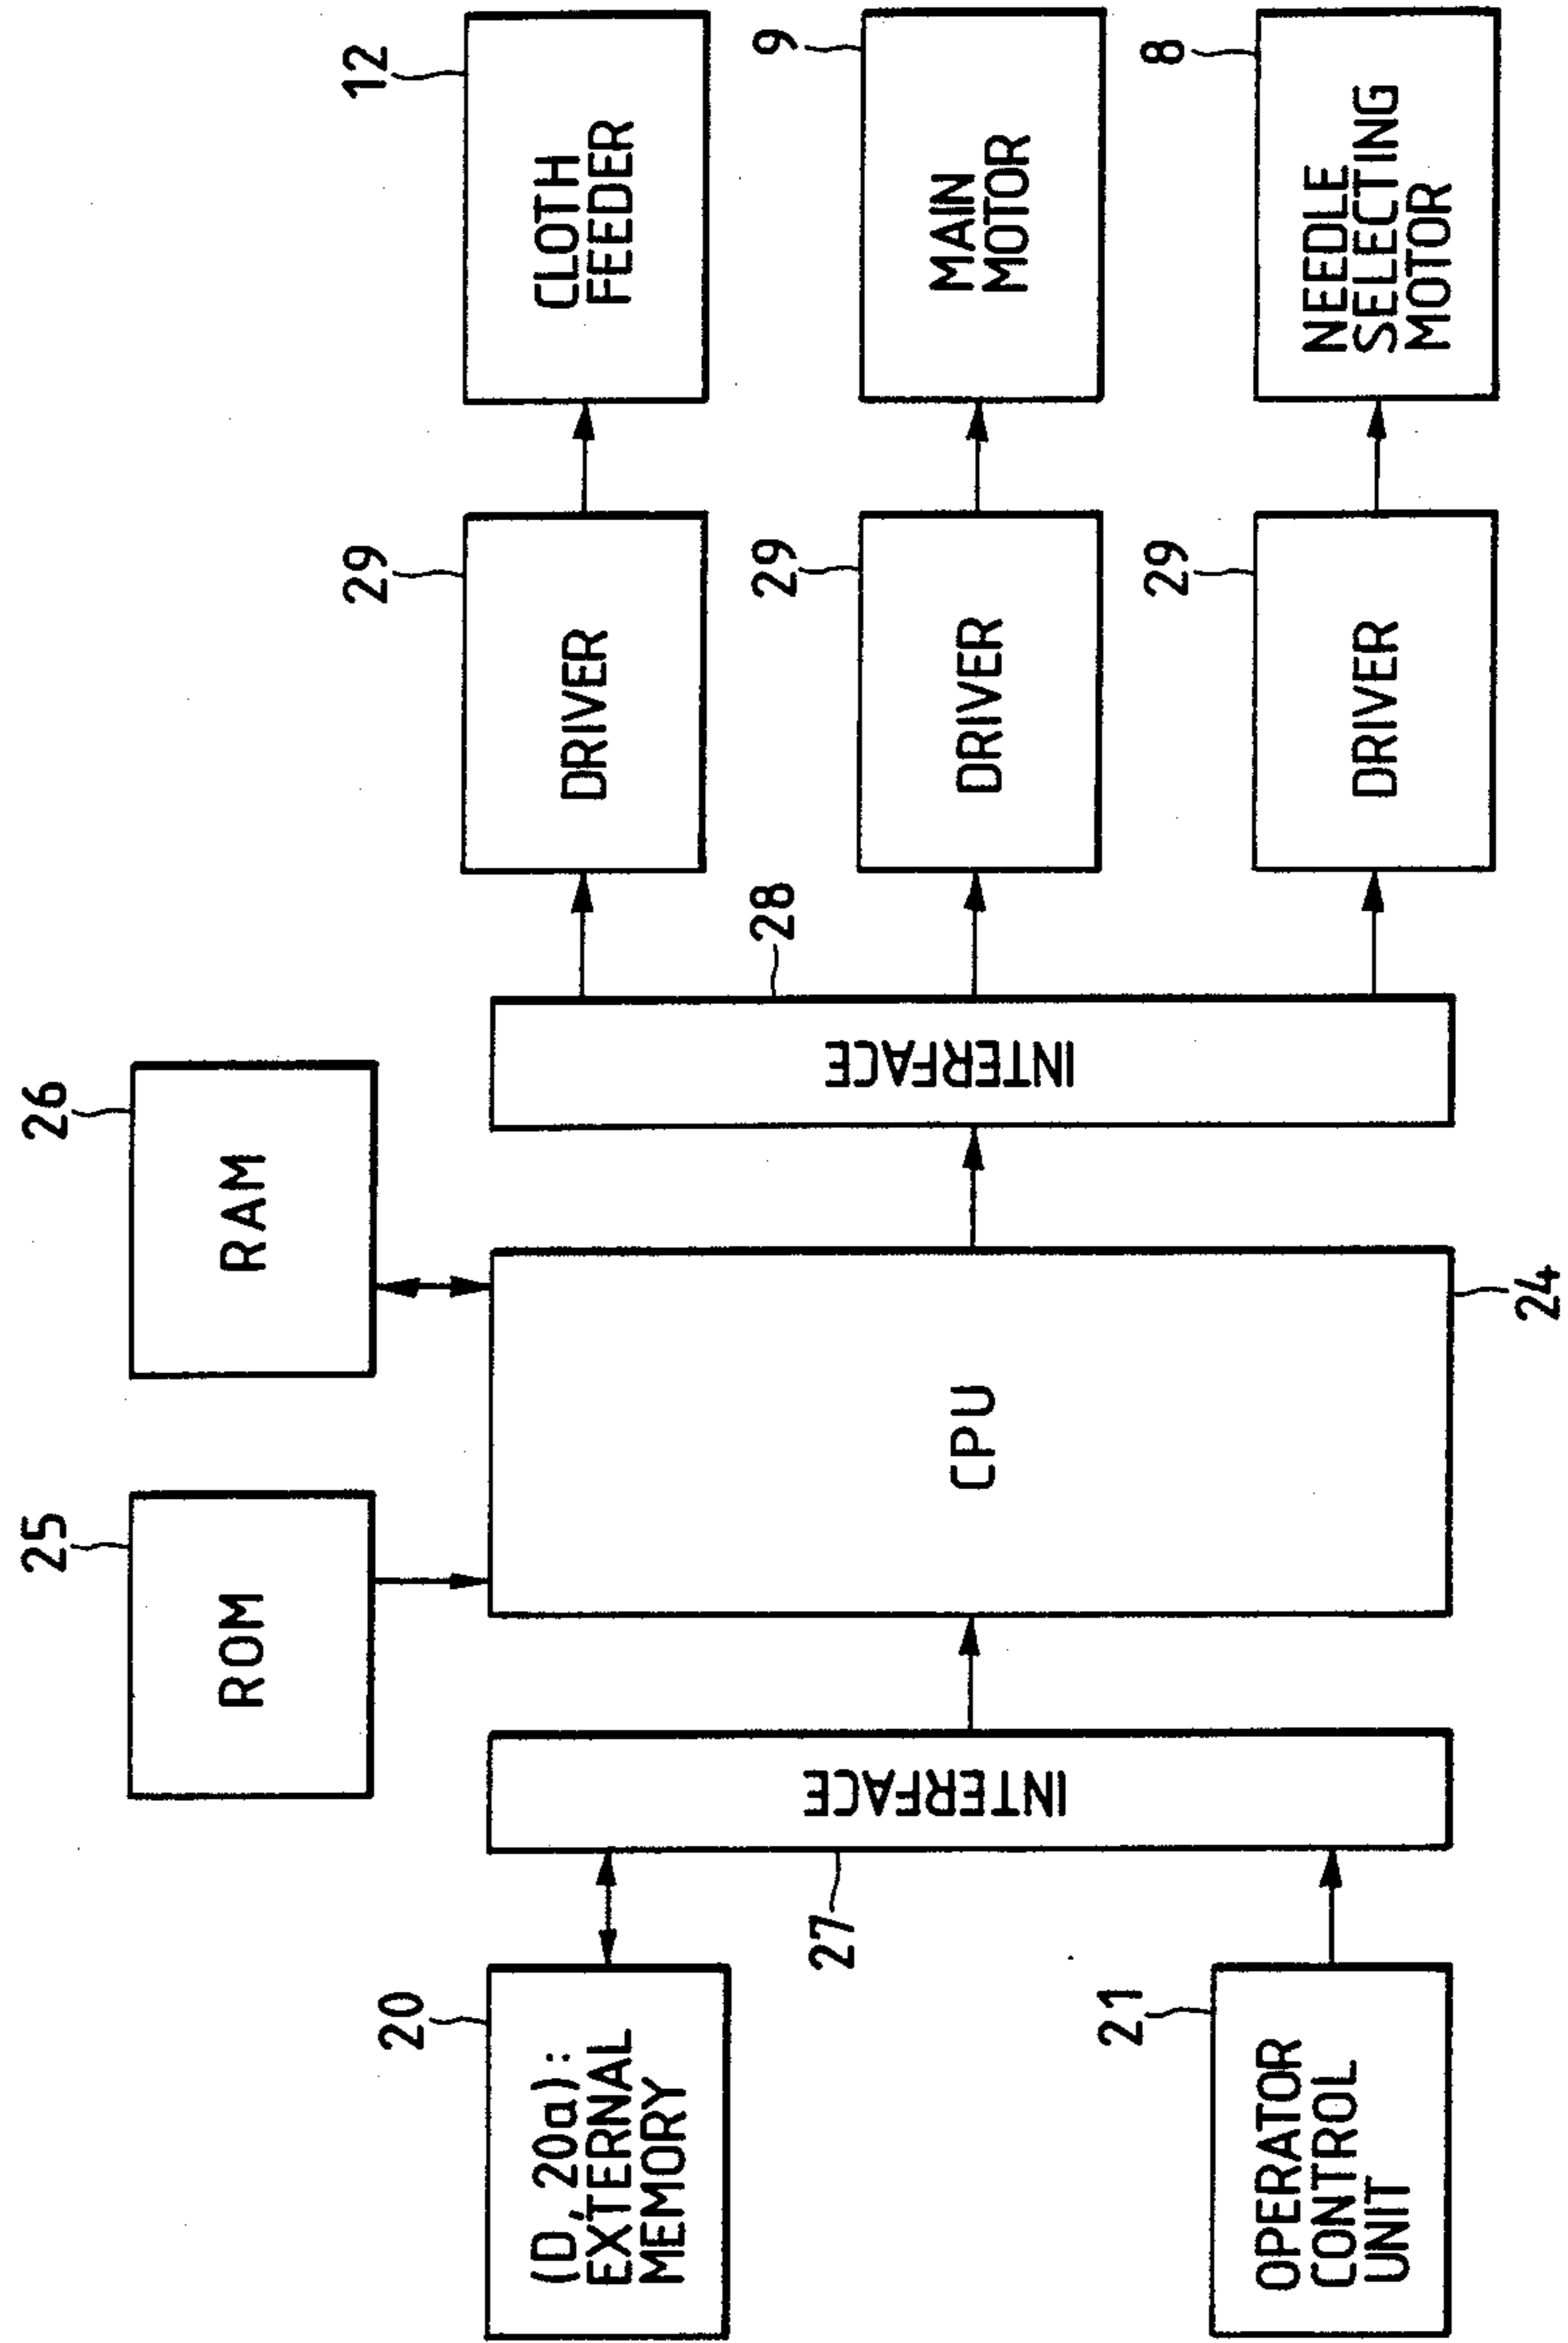 25
ROM
26
RAM
20
(D, 20a):
EXTERNAL
MEMORY
21
OPERATOR
CONTROL
UNIT
27
INTERFACE
CPU
24
28
INTERFACE
29
DRIVER
29
DRIVER
29
DRIVER
12
CLOTH
FEEDER
9
MAIN
MOTOR
8
NEEDLE
SELECTING
MOTOR